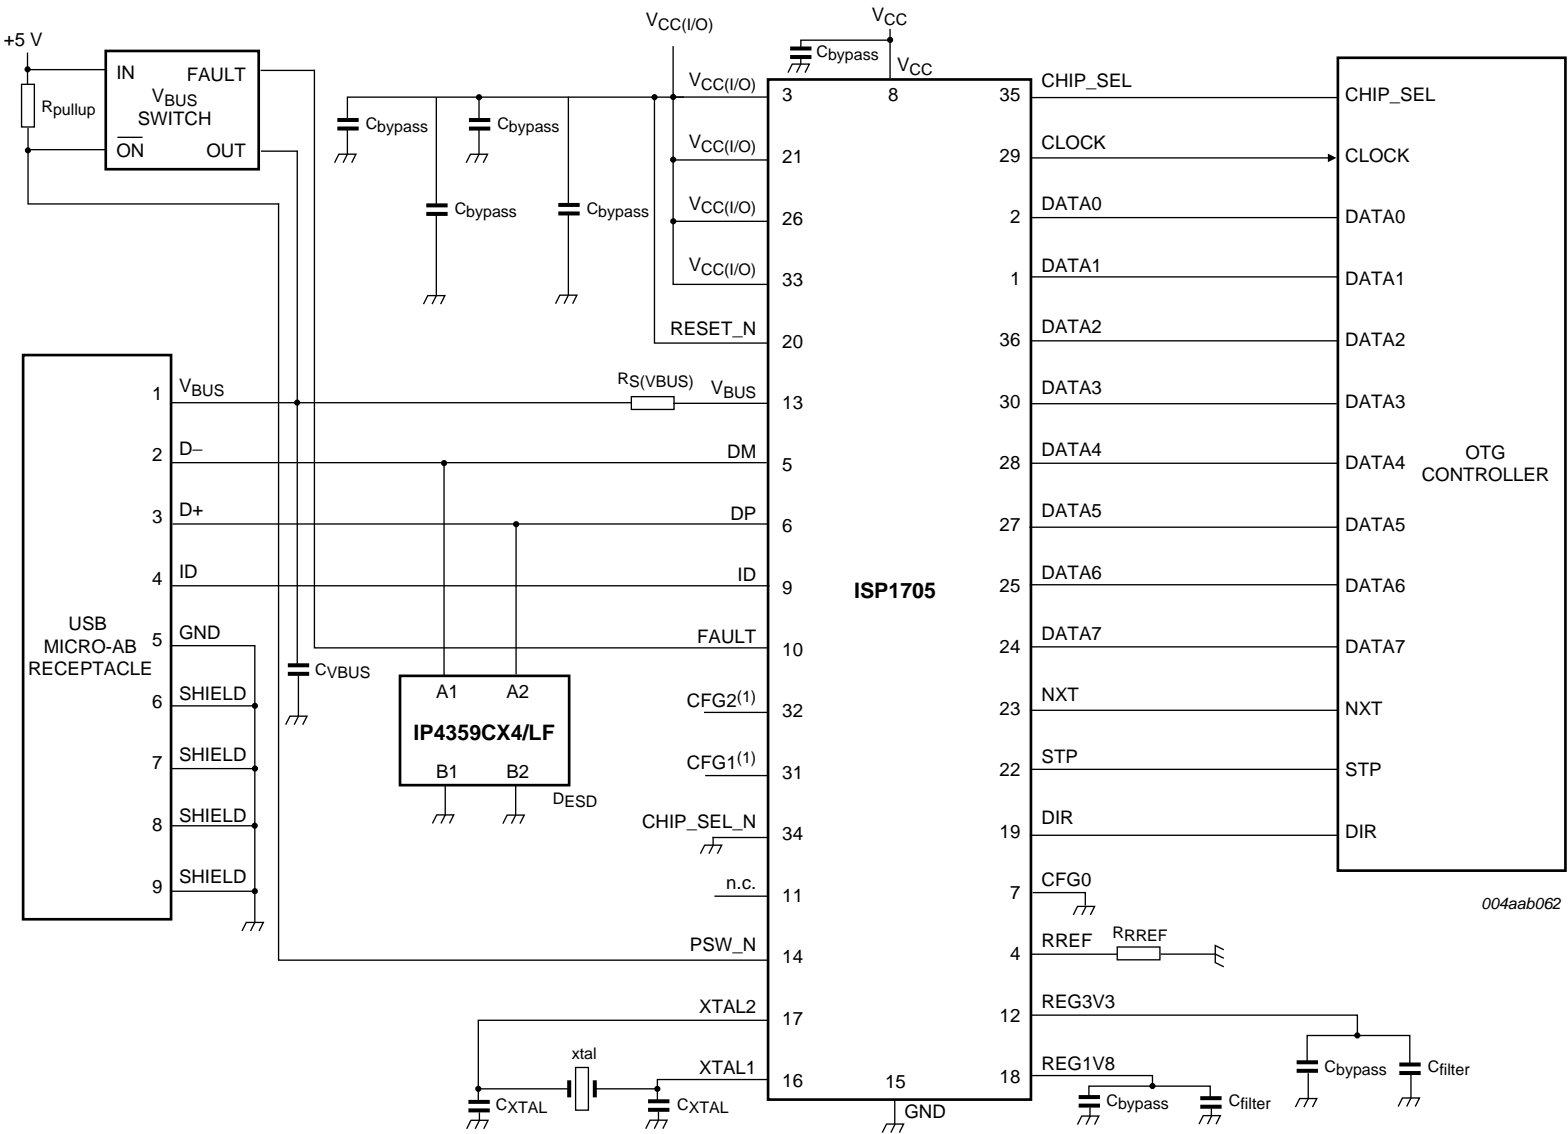 +5 V
IN
FAULT
VBUS
SWITCH
ON
OUT
Rpullup
VCC(I/O)
VCC
Cbypass
VCC
Cbypass
Cbypass
Cbypass
Cbypass
VCC(I/O)
3
VCC(I/O)
21
VCC(I/O)
26
VCC(I/O)
33
RESET_N
20
RS(VBUS)
VBUS
13
DM
5
DP
6
ID
9
FAULT
10
CFG2(1)
32
CFG1(1)
31
CHIP_SEL_N
34
n.c.
11
PSW_N
14
XTAL2
17
XTAL1
16
8
ISP1705
15
GND
1
VBUS
2
D–
3
D+
4
ID
5
GND
6
SHIELD
7
SHIELD
8
SHIELD
9
SHIELD
USB
MICRO-AB
RECEPTACLE
CVBUS
A1
A2
IP4359CX4/LF
B1
B2
DESD
xtal
CXTAL
CXTAL
35
CHIP_SEL
CHIP_SEL
29
CLOCK
CLOCK
2
DATA0
DATA0
1
DATA1
DATA1
36
DATA2
DATA2
30
DATA3
DATA3
28
DATA4
DATA4
27
DATA5
DATA5
25
DATA6
DATA6
24
DATA7
DATA7
23
NXT
NXT
22
STP
STP
19
DIR
DIR
OTG
CONTROLLER
7
CFG0
004aab062
4
RREF
RRREF
12
REG3V3
Cbypass
Cfilter
18
REG1V8
Cbypass
Cfilter